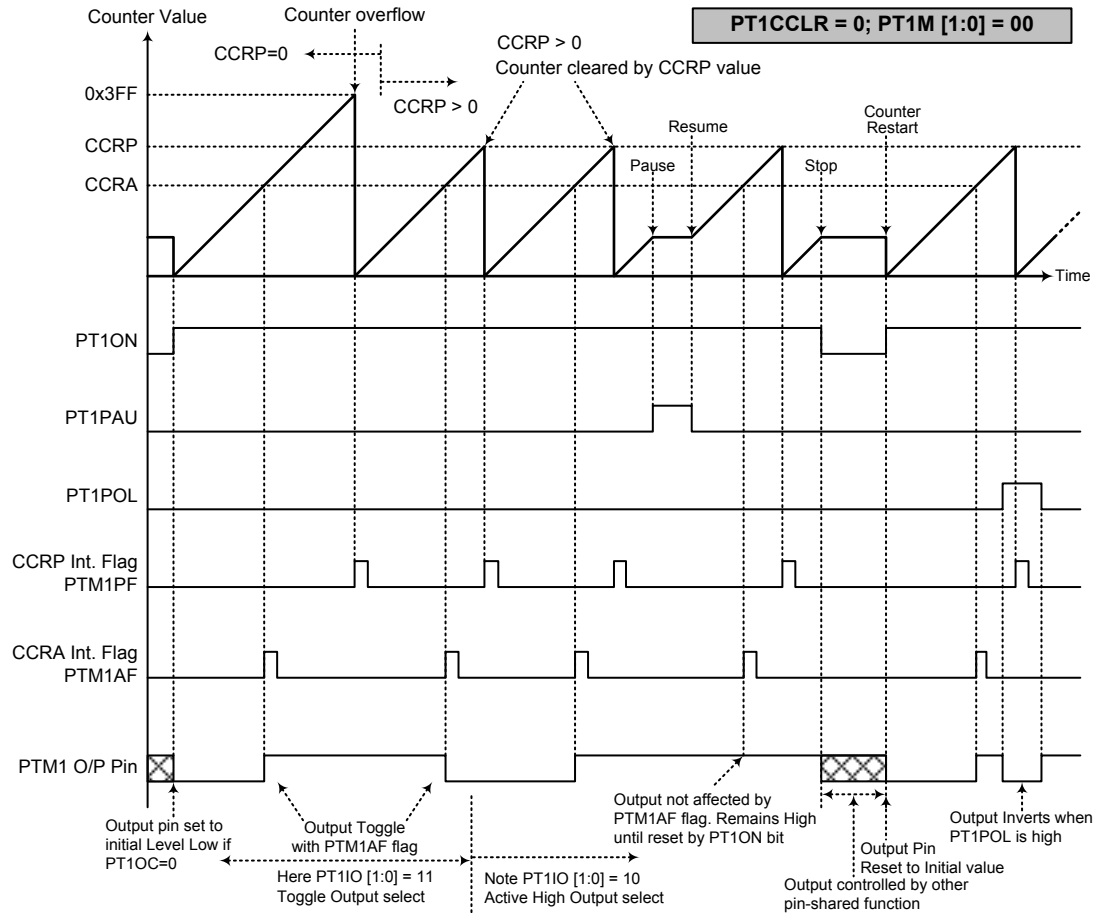 Counter Value
Counter overflow
PT1CCLR = 0; PT1M [1:0] = 00
CCRP=0
CCRP > 0
CCRP > 0
Counter cleared by CCRP value
0x3FF
CCRP
CCRA
Pause
Resume
Stop
Counter
Restart
Time
PT1ON
PT1PAU
PT1POL
CCRP Int. Flag
PTM1PF
CCRA Int. Flag
PTM1AF
PTM1 O/P Pin
Output pin set to
initial Level Low if
PT1OC=0
Output Toggle
with PTM1AF flag
Here PT1IO [1:0] = 11
Toggle Output select
Note PT1IO [1:0] = 10
Active High Output select
Output not affected by
PTM1AF flag. Remains High
until reset by PT1ON bit
Output Pin
Reset to Initial value
Output controlled by other
pin-shared function
Output Inverts when
PT1POL is high